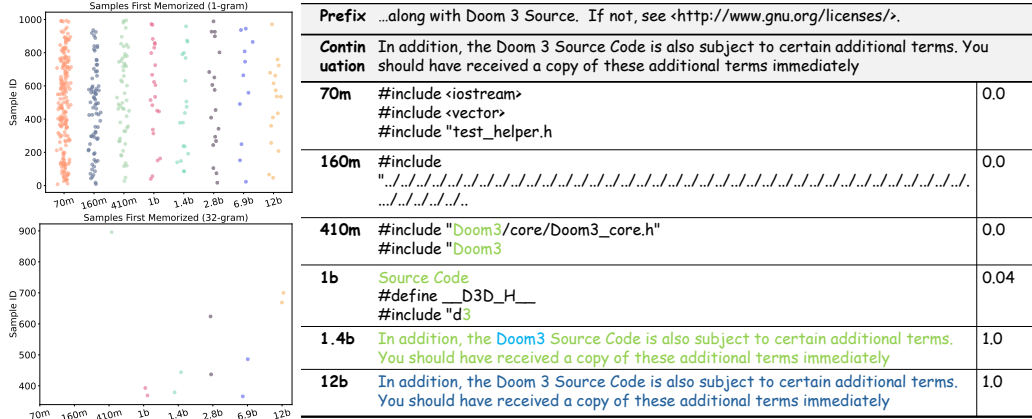 Samples First Memorized (1-gram)
1000
800
600
400
200
0
Sample ID
70m 160m 410m 1b 1.4b 2.8b 6.9b 12b
Samples First Memorized (32-gram)
900
800
700
600
500
400
Sample ID
70m 160m 410m 1b 1.4b 2.8b 6.9b 12b
Prefix ...along with Doom 3 Source. If not, see <http://www.gnu.org/licenses/>.
Contin In addition, the Doom 3 Source Code is also subject to certain additional terms. You
uation should have received a copy of these additional terms immediately
70m #include <iostream> 0.0
#include <vector>
#include "test_helper.h
160m #include 0.0
"../../../../../../../../../../../../../../../../../../../../../../../../../../../../../../../../.
.../../../../../..
410m #include "Doom3/core/Doom3_core.h" 0.0
#include "Doom3
1b Source Code 0.04
#define __D3D_H__
#include "d3
1.4b In addition, the Doom3 Source Code is also subject to certain additional terms. 1.0
You should have received a copy of these additional terms immediately
12b In addition, the Doom 3 Source Code is also subject to certain additional terms. 1.0
You should have received a copy of these additional terms immediately